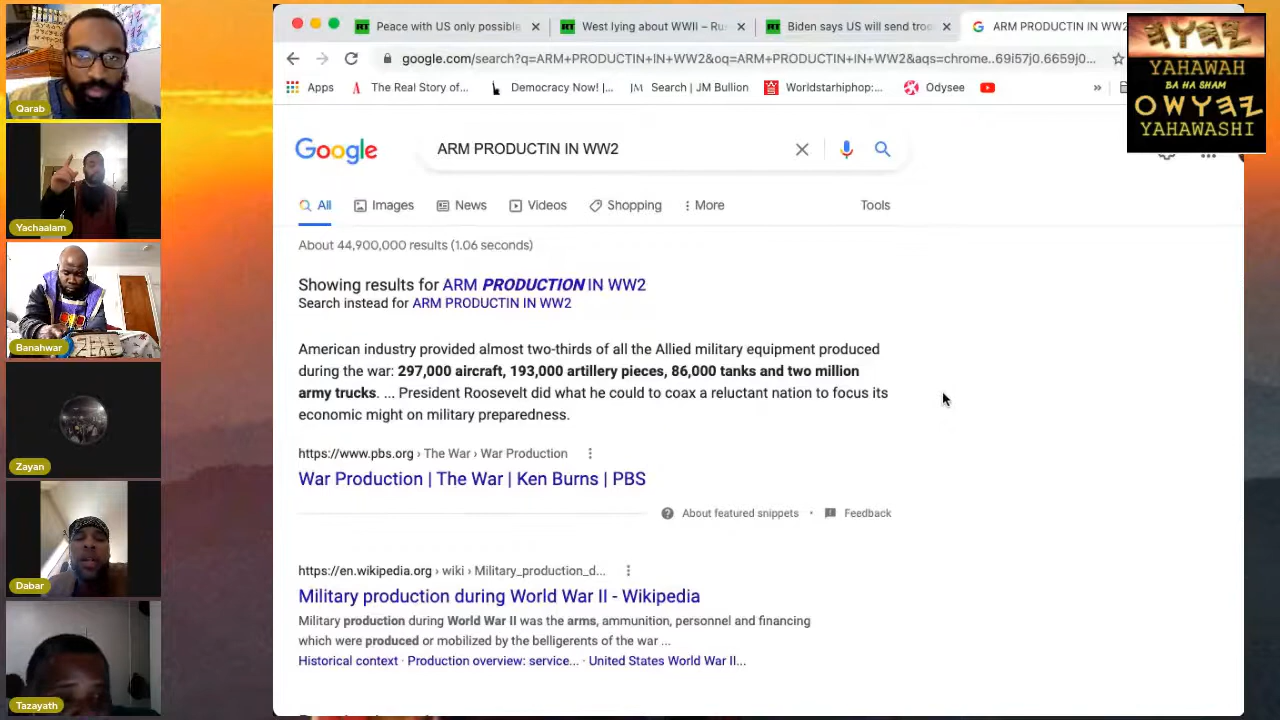 Qarab
Yachaalam
Banahwar
Zayan
Dabar
Tazayath
RT Peace with US only possible
RT West lying about WWII – Ru
RT Biden says US will send troo
G ARM PRODUCTIN IN WW2
google.com/search?q=ARM+PRODUCTIN+IN+WW2&oq=ARM+PRODUCTIN+IN+WW2&aqs=chrome..69i57j0.6659j0...
Apps
The Real Story of...
Democracy Now! |...
JM Search | JM Bullion
Worldstarhiphop:...
Odysee
»
YAHAWAH
BA HA SHAM
YAHAWASHI
Google
ARM PRODUCTIN IN WW2
All
Images
News
Videos
Shopping
More
Tools
About 44,900,000 results (1.06 seconds)
Showing results for ARM PRODUCTION IN WW2
Search instead for ARM PRODUCTIN IN WW2
American industry provided almost two-thirds of all the Allied military equipment produced
during the war: 297,000 aircraft, 193,000 artillery pieces, 86,000 tanks and two million
army trucks. ... President Roosevelt did what he could to coax a reluctant nation to focus its
economic might on military preparedness.
https://www.pbs.org › The War › War Production
War Production | The War | Ken Burns | PBS
About featured snippets
•
Feedback
https://en.wikipedia.org › wiki › Military_production_d...
Military production during World War II - Wikipedia
Military production during World War II was the arms, ammunition, personnel and financing
which were produced or mobilized by the belligerents of the war ...
Historical context · Production overview: service... · United States World War II...